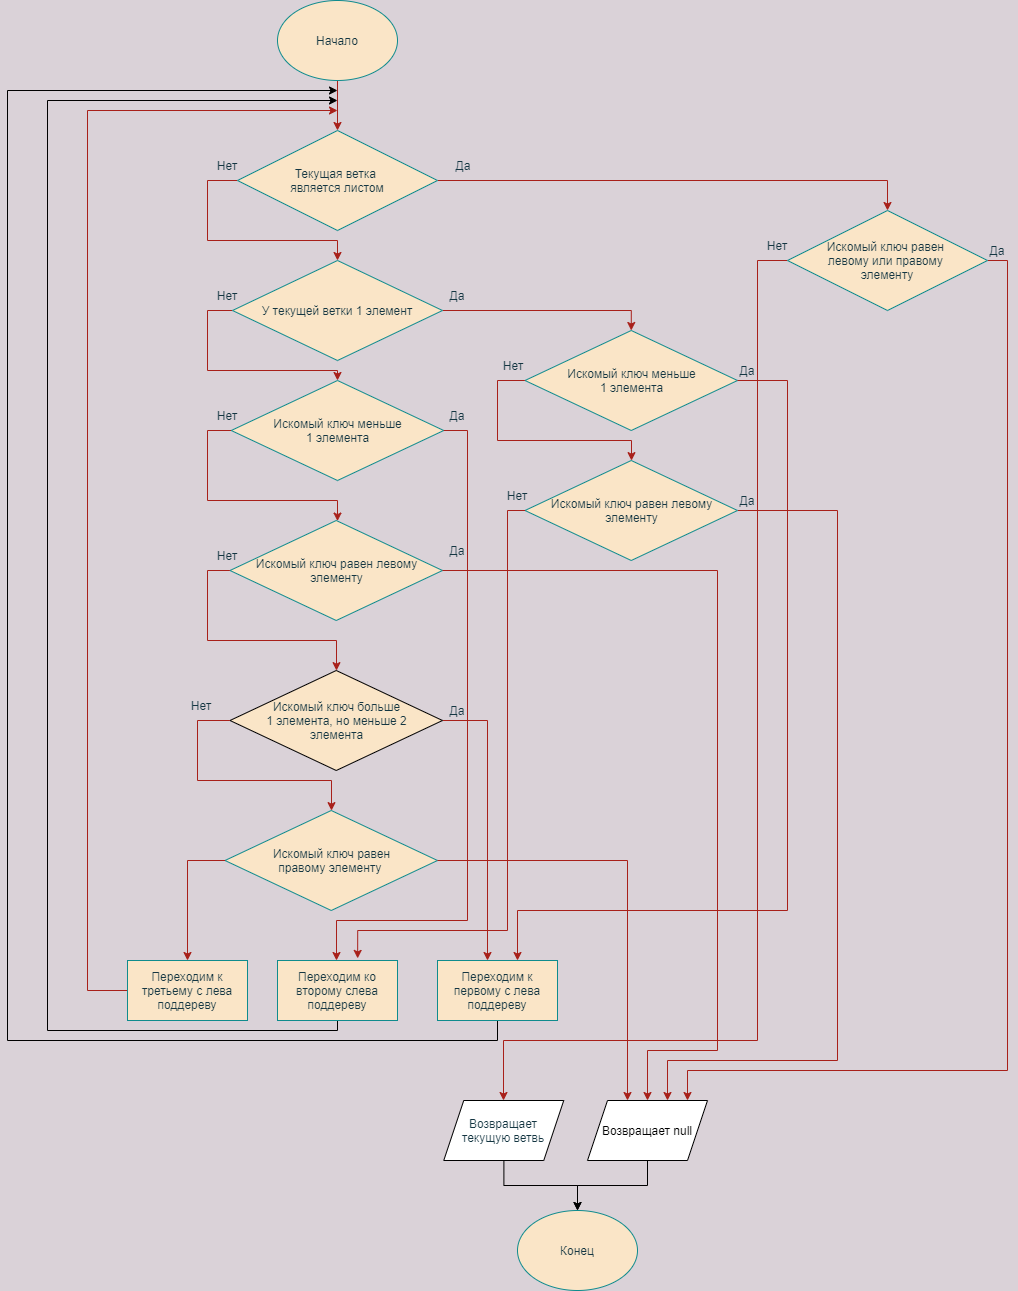 Начало
Нет
Да
Текущая ветка
является листом
Нет
Да
Искомый ключ равен
левому или правому
элементу
Нет
Да
У текущей ветки 1 элемент
Нет
Да
Искомый ключ меньше
1 элемента
Нет
Да
Искомый ключ меньше
1 элемента
Нет
Да
Искомый ключ равен левому
элементу
Нет
Да
Искомый ключ равен левому
элементу
Нет
Да
Искомый ключ больше
1 элемента, но меньше 2
элемента
Искомый ключ равен
правому элементу
Переходим к
третьему с лева
поддереву
Переходим ко
второму слева
поддереву
Переходим к
первому с лева
поддереву
Возвращает
текущую ветвь
Возвращает null
Конец